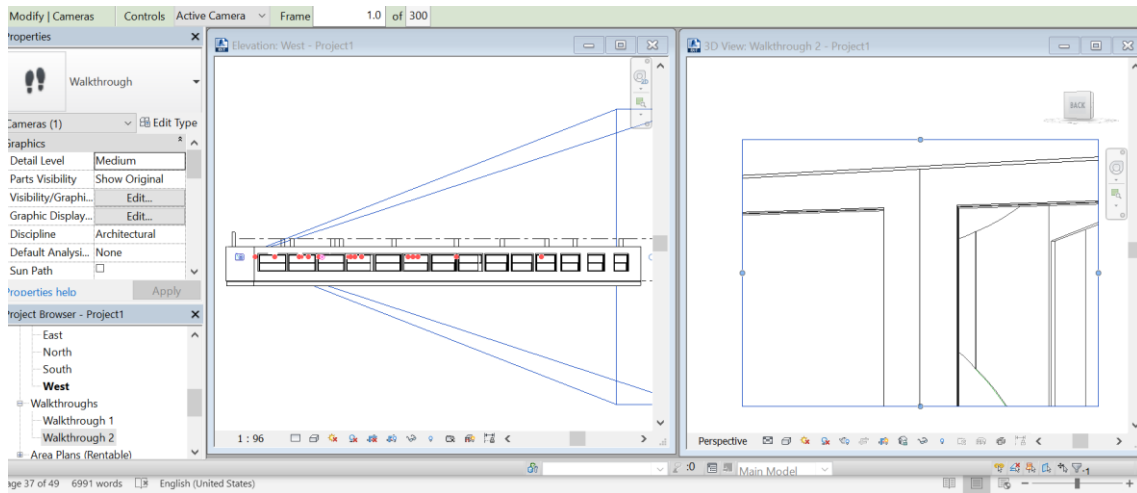 Modify | Cameras Controls Active Camera Frame 1.0 of 300
Properties
Walkthrough
Cameras (1) Edit Type
Graphics
Detail Level Medium
Parts Visibility Show Original
Visibility/Graphi... Edit...
Graphic Display... Edit...
Discipline Architectural
Default Analysi... None
Sun Path
Properties help Apply
Project Browser - Project1
East
North
South
West
Walkthroughs
Walkthrough 1
Walkthrough 2
Area Plans (Rentable)
Elevation: West - Project1
1 : 96
3D View: Walkthrough 2 - Project1
BACK
Perspective
:0 Main Model -1
age 37 of 49 6991 words English (United States)